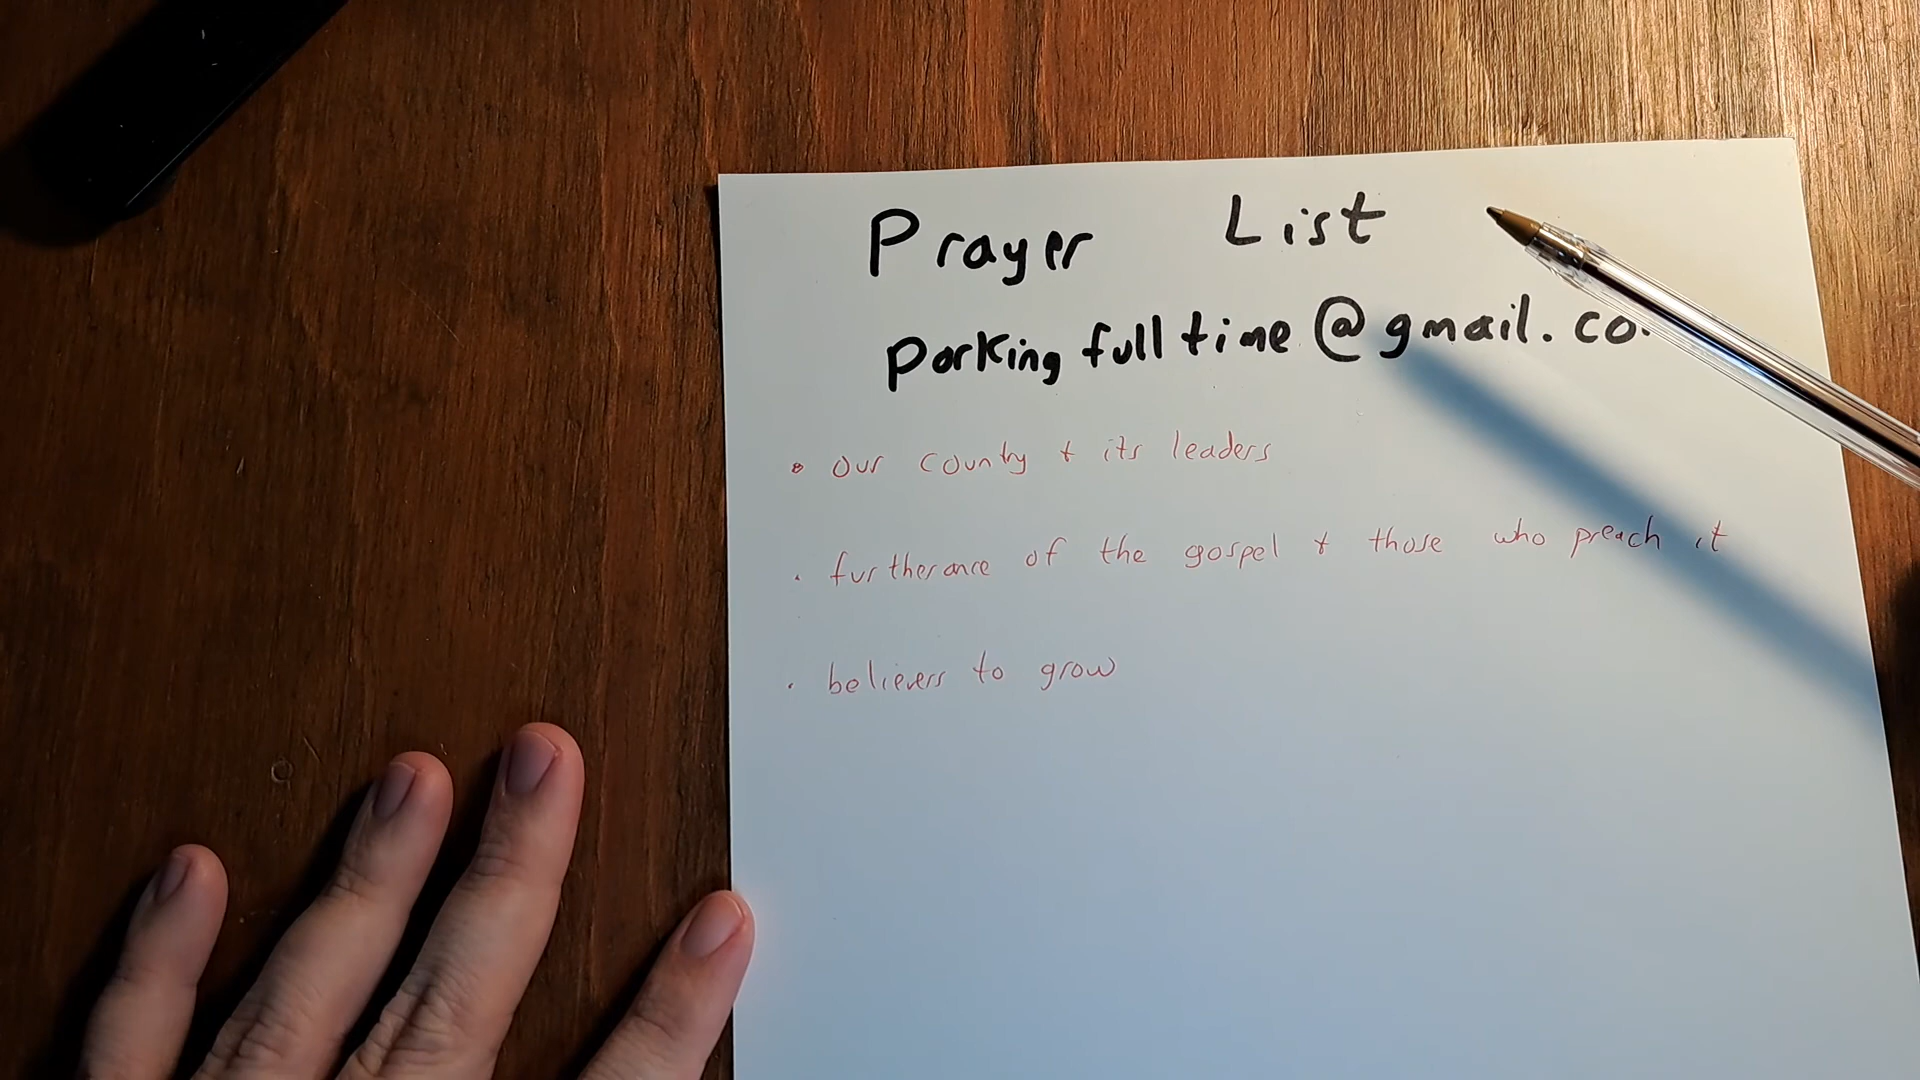 Prayer List
Parkingfulltime@gmail.co
• our country + its leaders
• furtherance of the gospel + those who preach it
• believers to grow